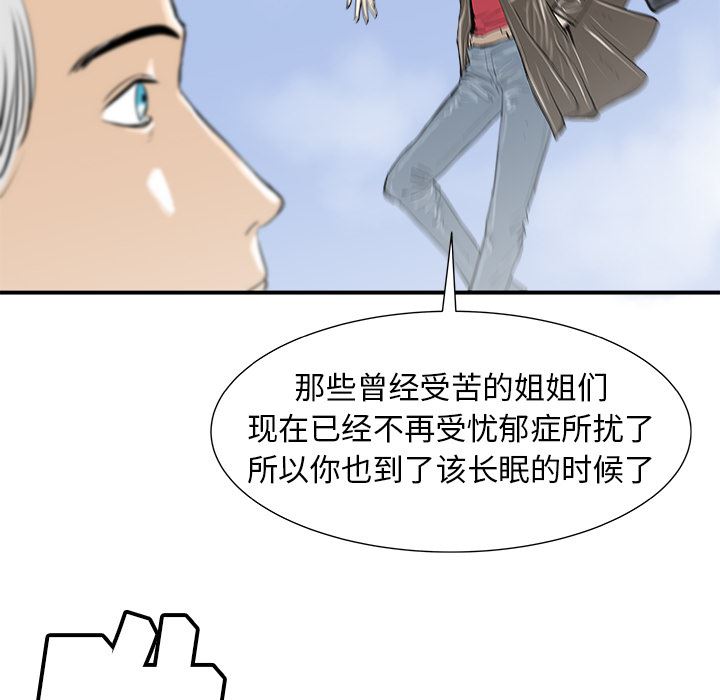 那些曾经受苦的姐姐们
现在已经不再受忧郁症所扰了
所以你也到了该长眠的时候了